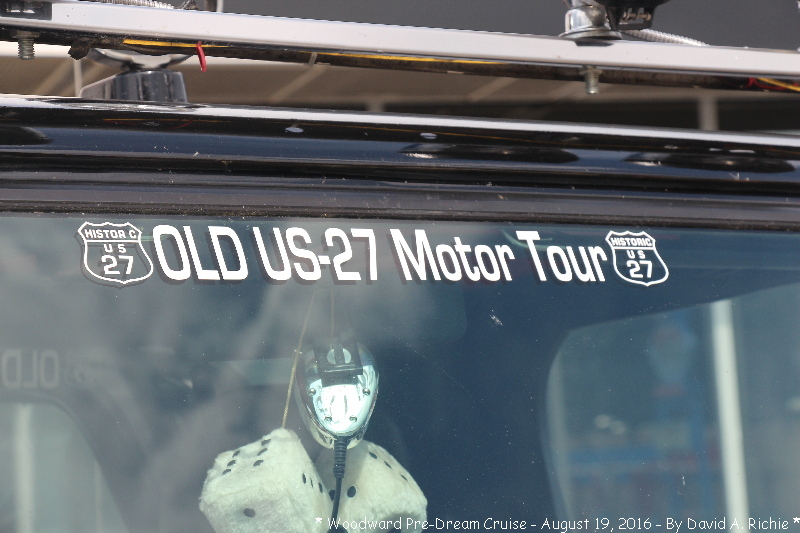 HISTOR C
U S
27
OLD US-27 Motor Tour
HISTORIC
US
27
* Woodward Pre-Dream Cruise - August 19, 2016 - By David A. Richie *